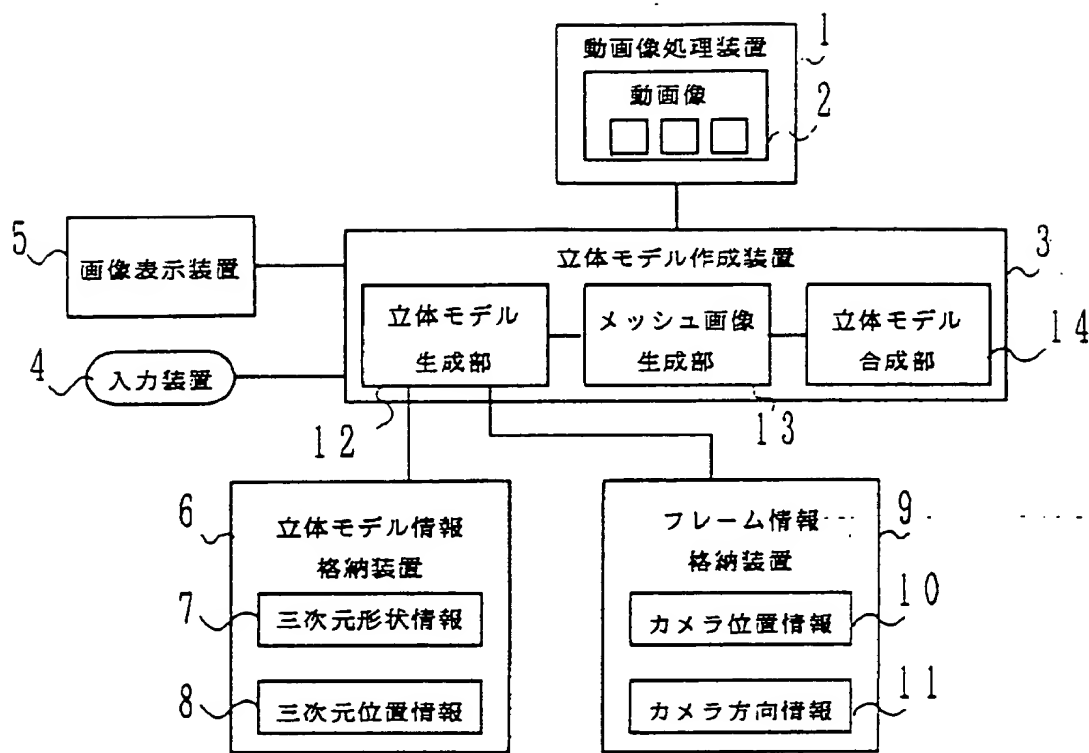 動画像処理装置
1
動画像
2
5
画像表示装置
立体モデル作成装置
3
立体モデル
生成部
メッシュ画像
生成部
立体モデル
合成部
14
4
入力装置
12
13
6
立体モデル情報
格納装置
フレーム情報
格納装置
9
7
三次元形状情報
カメラ位置情報
10
8
三次元位置情報
カメラ方向情報
11